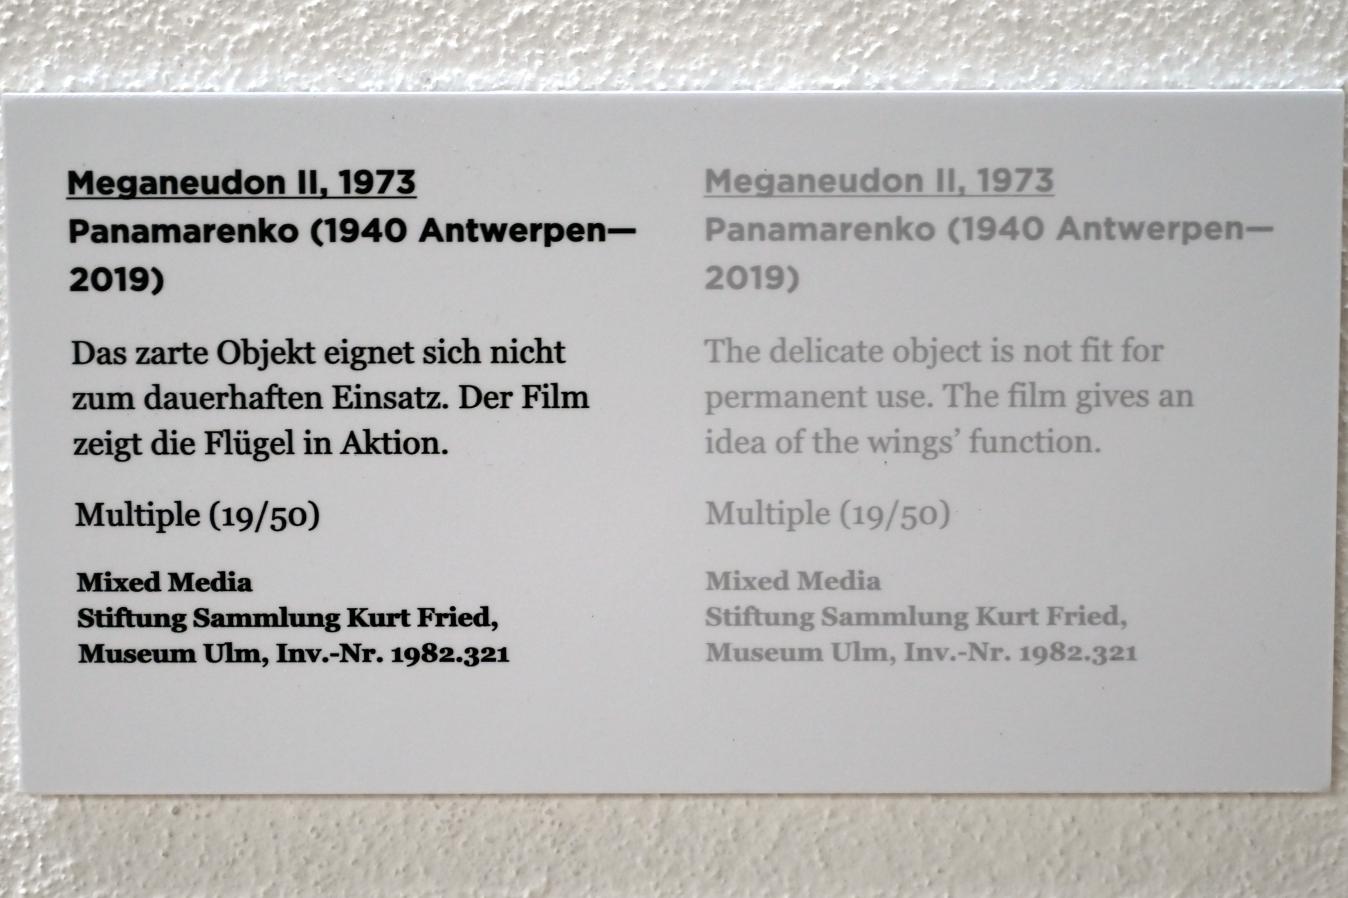 Meganeudon II, 1973
Panamarenko (1940 Antwerpen—
2019)
Das zarte Objekt eignet sich nicht
zum dauerhaften Einsatz. Der Film
zeigt die Flügel in Aktion.
Multiple (19/50)
Mixed Media
Stiftung Sammlung Kurt Fried,
Museum Ulm, Inv.-Nr. 1982.321
Meganeudon II, 1973
Panamarenko (1940 Antwerpen—
2019)
The delicate object is not fit for
permanent use. The film gives an
idea of the wings’ function.
Multiple (19/50)
Mixed Media
Stiftung Sammlung Kurt Fried,
Museum Ulm, Inv.-Nr. 1982.321